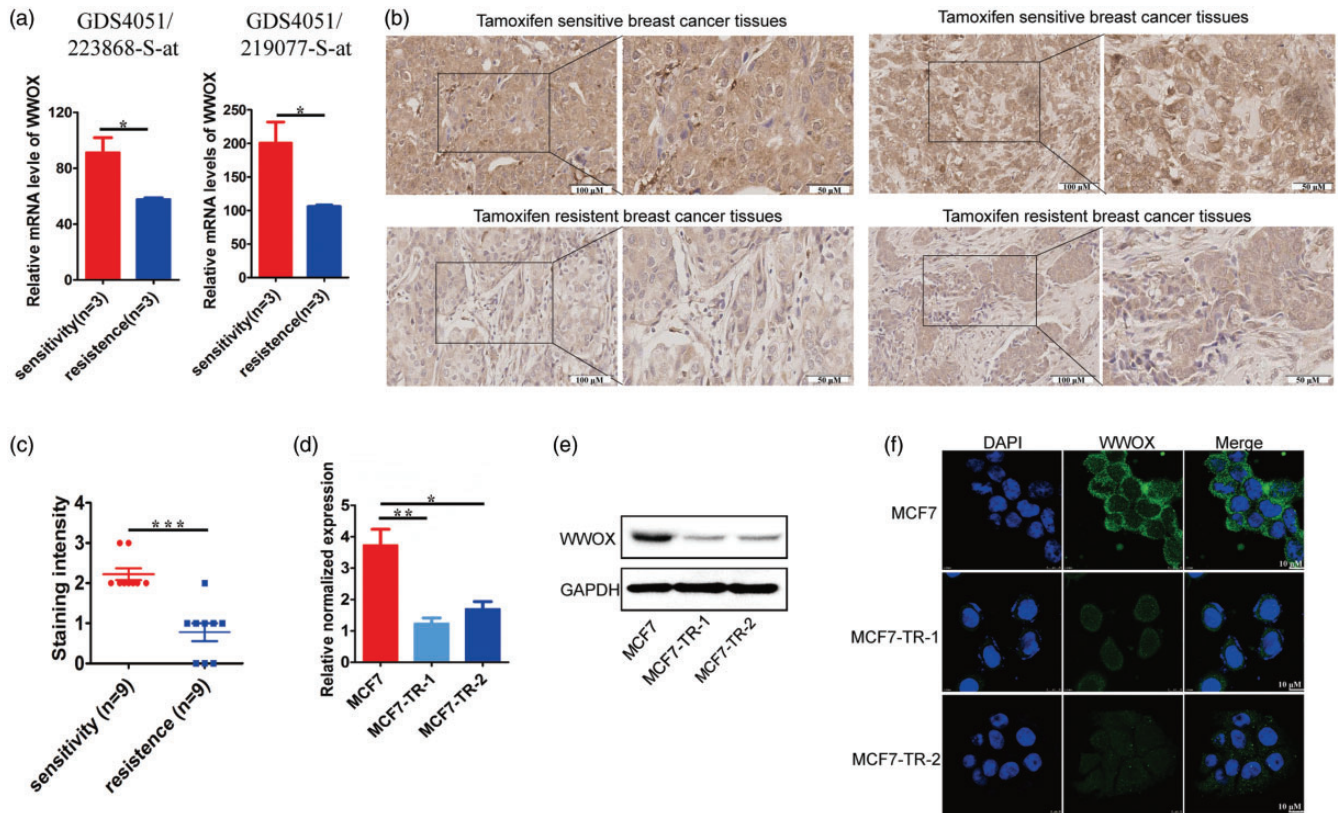 (a)
GDS4051/
223868-S-at
GDS4051/
219077-S-at
Relative mRNA levle of WWOX
120
80
40
0
*
sensitivity(n=3)
resistence(n=3)
Relative mRNA levels of WWOX
250
200
150
100
50
0
*
sensitivity(n=3)
resistence(n=3)
(b)
Tamoxifen sensitive breast cancer tissues
100 µM
50 µM
Tamoxifen sensitive breast cancer tissues
100 µM
50 µM
Tamoxifen resistent breast cancer tissues
100 µM
50 µM
Tamoxifen resistent breast cancer tissues
100 µM
50 µM
(c)
Staining intensity
4
3
2
1
0
***
sensitivity (n=9)
resistence (n=9)
(d)
Relative normalized expression
5
4
3
2
1
0
**
*
MCF7
MCF7-TR-1
MCF7-TR-2
(e)
WWOX
GAPDH
MCF7
MCF7-TR-1
MCF7-TR-2
(f)
DAPI
WWOX
Merge
MCF7
10 µM
MCF7-TR-1
10 µM
MCF7-TR-2
10 µM